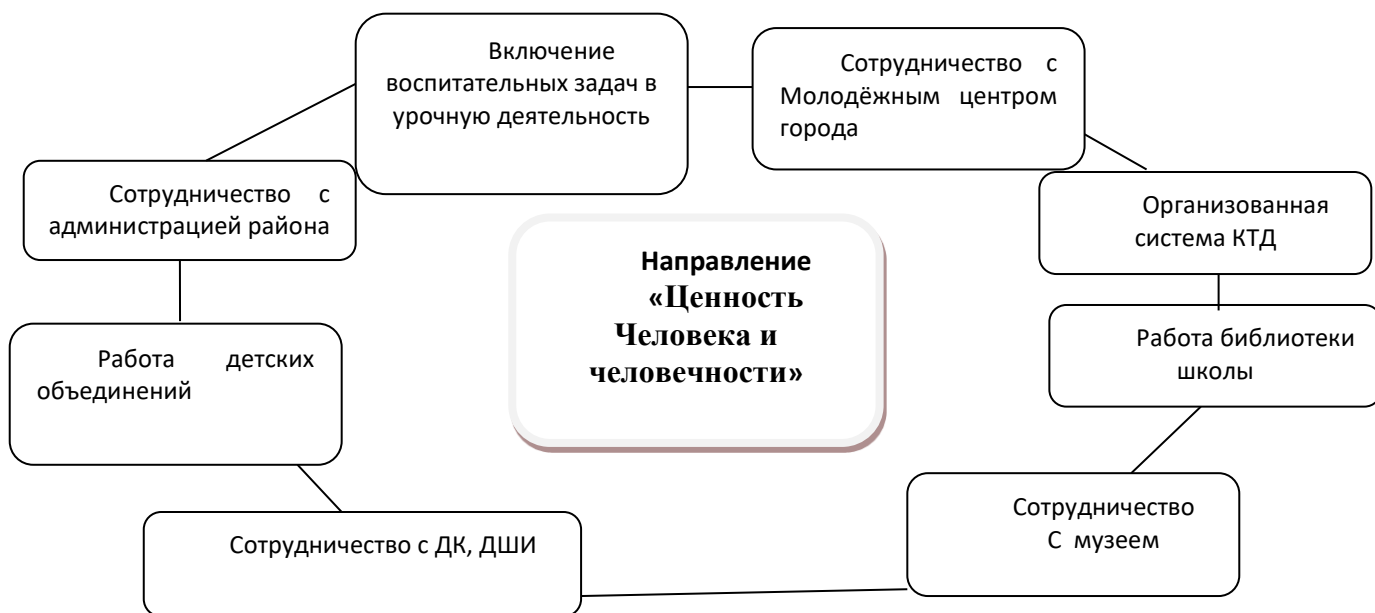 Включение
воспитательных задач в
урочную деятельность
Сотрудничество с
Молодёжным центром
города
Сотрудничество с
администрацией района
Организованная
система КТД
Направление
«Ценность
Человека и
человечности»
Работа детских
объединений
Работа библиотеки
школы
Сотрудничество с ДК, ДШИ
Сотрудничество
С музеем